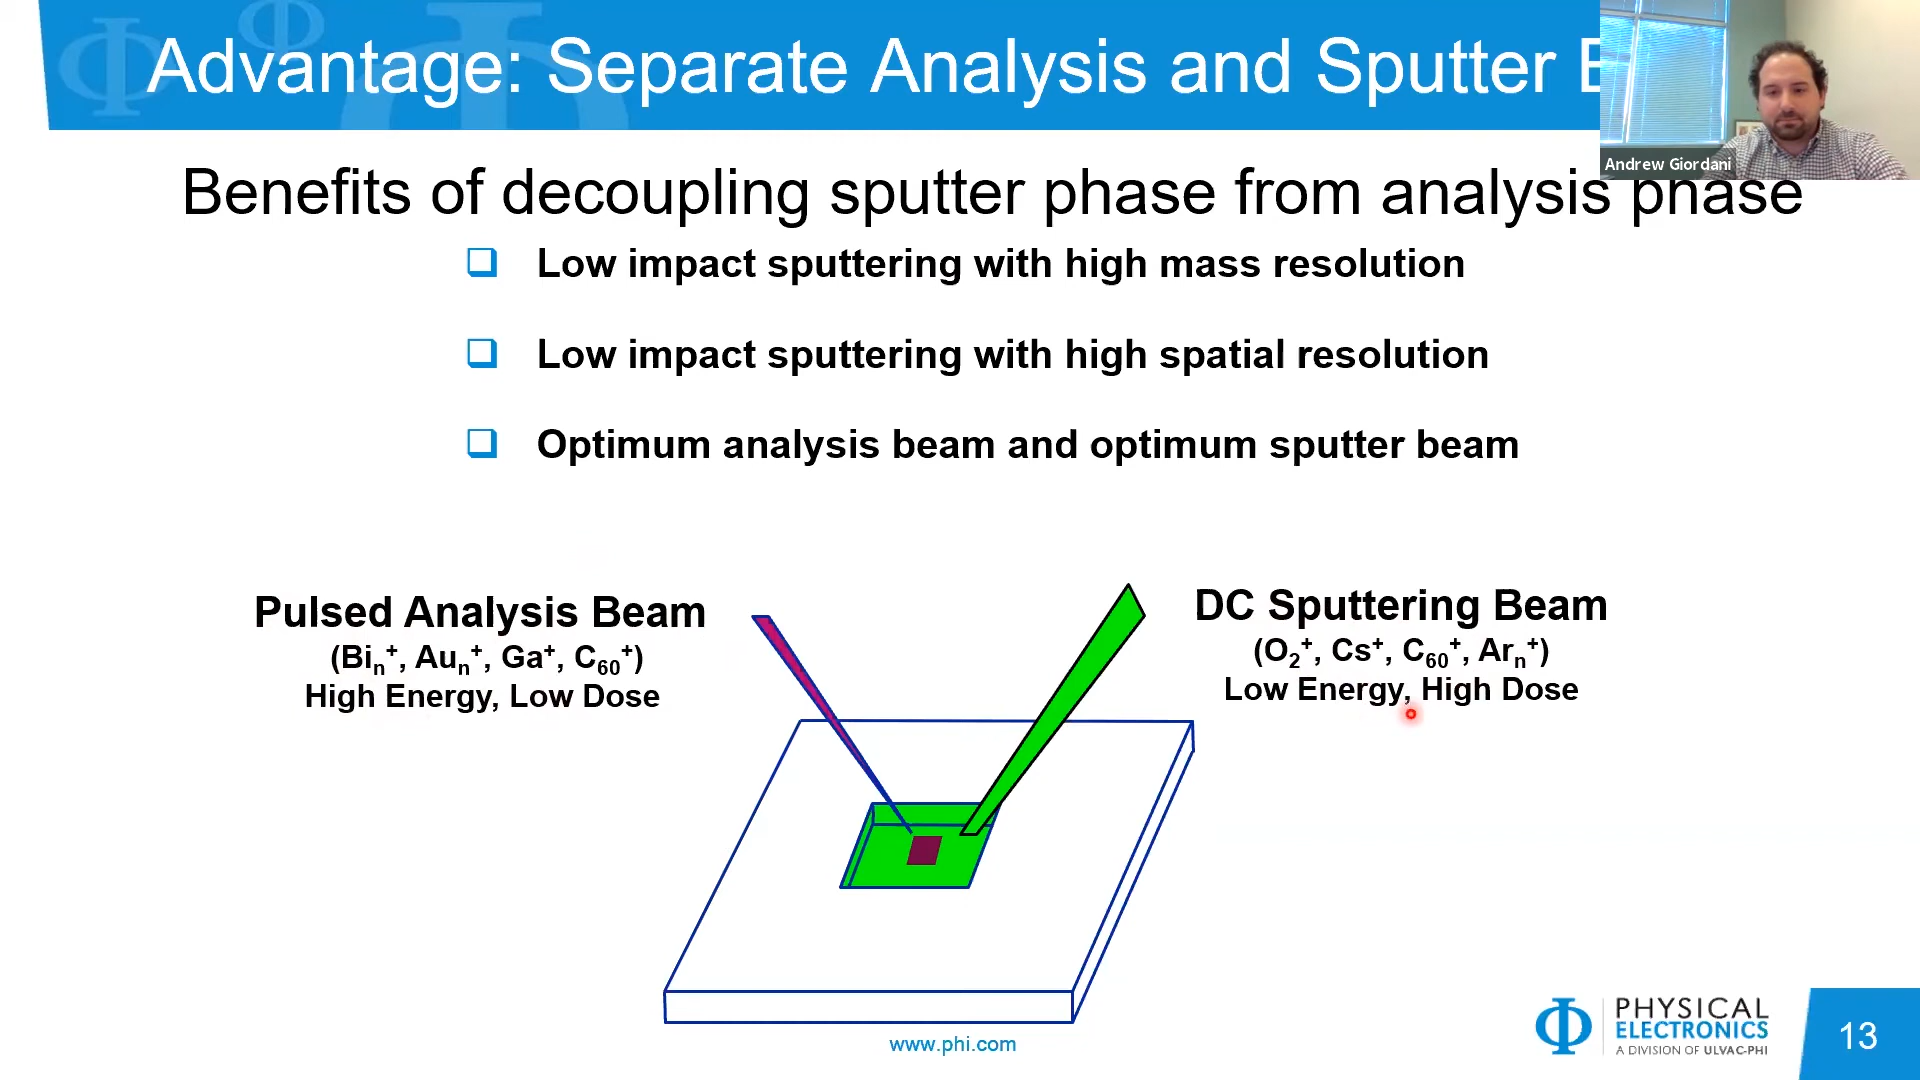 Advantage: Separate Analysis and Sputter
Andrew Giordani
Benefits of decoupling sputter phase from analysis phase
Low impact sputtering with high mass resolution
Low impact sputtering with high spatial resolution
Optimum analysis beam and optimum sputter beam
Pulsed Analysis Beam
(Biₙ⁺, Auₙ⁺, Ga⁺, C₆₀⁺)
High Energy, Low Dose
DC Sputtering Beam
(O₂⁺, Cs⁺, C₆₀⁺, Arₙ⁺)
Low Energy, High Dose
www.phi.com
PHYSICAL
ELECTRONICS
A DIVISION OF ULVAC-PHI
13